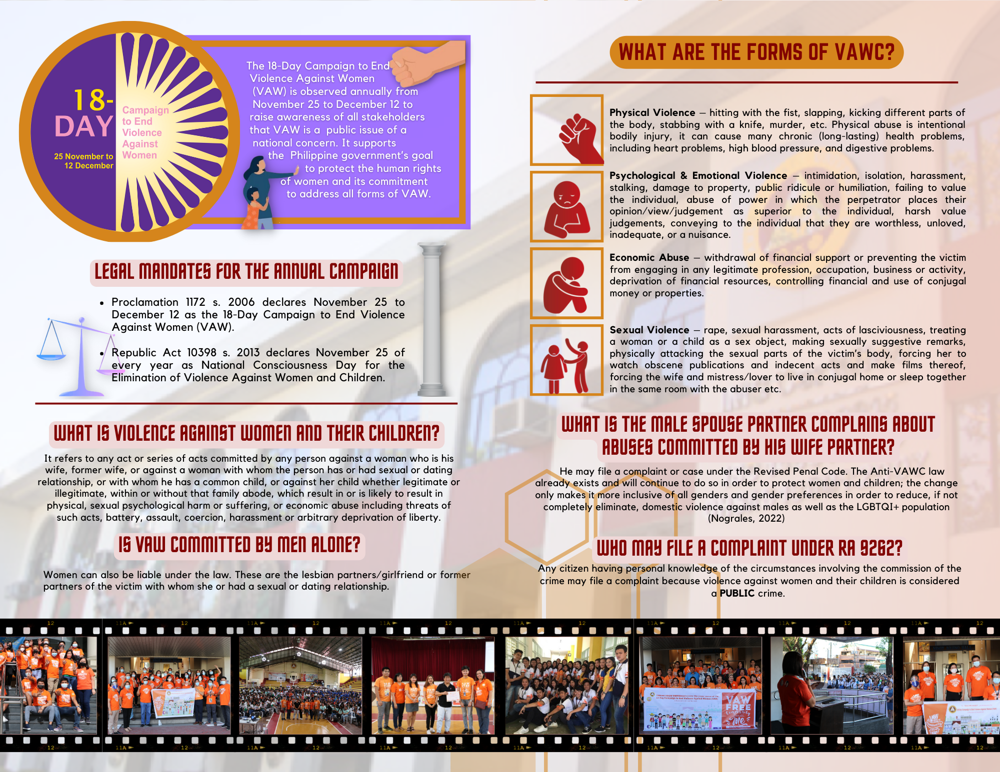 18-
DAY
25 November to
12 December
Campaign
to End
Violence
Against
Women
The 18-Day Campaign to End
Violence Against Women
(VAW) is observed annually from
November 25 to December 12 to
raise awareness of all stakeholders
that VAW is a public issue of a
national concern. It supports
the Philippine government's goal
to protect the human rights
of women and its commitment
to address all forms of VAW.
LEGAL MANDATES FOR THE ANNUAL CAMPAIGN
• Proclamation 1172 s. 2006 declares November 25 to
December 12 as the 18-Day Campaign to End Violence
Against Women (VAW).
• Republic Act 10398 s. 2013 declares November 25 of
every year as National Consciousness Day for the
Elimination of Violence Against Women and Children.
WHAT IS VIOLENCE AGAINST WOMEN AND THEIR CHILDREN?
It refers to any act or series of acts committed by any person against a woman who is his
wife, former wife, or against a woman with whom the person has or had sexual or dating
relationship, or with whom he has a common child, or against her child whether legitimate or
illegitimate, within or without that family abode, which result in or is likely to result in
physical, sexual psychological harm or suffering, or economic abuse including threats of
such acts, battery, assault, coercion, harassment or arbitrary deprivation of liberty.
IS VAW COMMITTED BY MEN ALONE?
Women can also be liable under the law. These are the lesbian partners/girlfriend or former
partners of the victim with whom she or had a sexual or dating relationship.
WHAT ARE THE FORMS OF VAWC?
Physical Violence – hitting with the fist, slapping, kicking different parts of
the body, stabbing with a knife, murder, etc. Physical abuse is intentional
bodily injury, it can cause many chronic (long-lasting) health problems,
including heart problems, high blood pressure, and digestive problems.
Psychological & Emotional Violence – intimidation, isolation, harassment,
stalking, damage to property, public ridicule or humiliation, failing to value
the individual, abuse of power in which the perpetrator places their
opinion/view/judgement as superior to the individual, harsh value
judgements, conveying to the individual that they are worthless, unloved,
inadequate, or a nuisance.
Economic Abuse – withdrawal of financial support or preventing the victim
from engaging in any legitimate profession, occupation, business or activity,
deprivation of financial resources, controlling financial and use of conjugal
money or properties.
Sexual Violence – rape, sexual harassment, acts of lasciviousness, treating
a woman or a child as a sex object, making sexually suggestive remarks,
physically attacking the sexual parts of the victim's body, forcing her to
watch obscene publications and indecent acts and make films thereof,
forcing the wife and mistress/lover to live in conjugal home or sleep together
in the same room with the abuser etc.
WHAT IS THE MALE SPOUSE PARTNER COMPLAINS ABOUT
ABUSES COMMITTED BY HIS WIFE PARTNER?
He may file a complaint or case under the Revised Penal Code. The Anti-VAWC law
already exists and will continue to do so in order to protect women and children; the change
only makes it more inclusive of all genders and gender preferences in order to reduce, if not
completely eliminate, domestic violence against males as well as the LGBTQI+ population
(Nograles, 2022)
WHO MAY FILE A COMPLAINT UNDER RA 9262?
Any citizen having personal knowledge of the circumstances involving the commission of the
crime may file a complaint because violence against women and their children is considered
a PUBLIC crime.
12 11A 12 11A 12 11A 12 11A 12 11A 12 11A 12
VAW
FREE
Community
Me
12 11A 12 11A 12 11A 12 11A 12 11A 12 11A 12